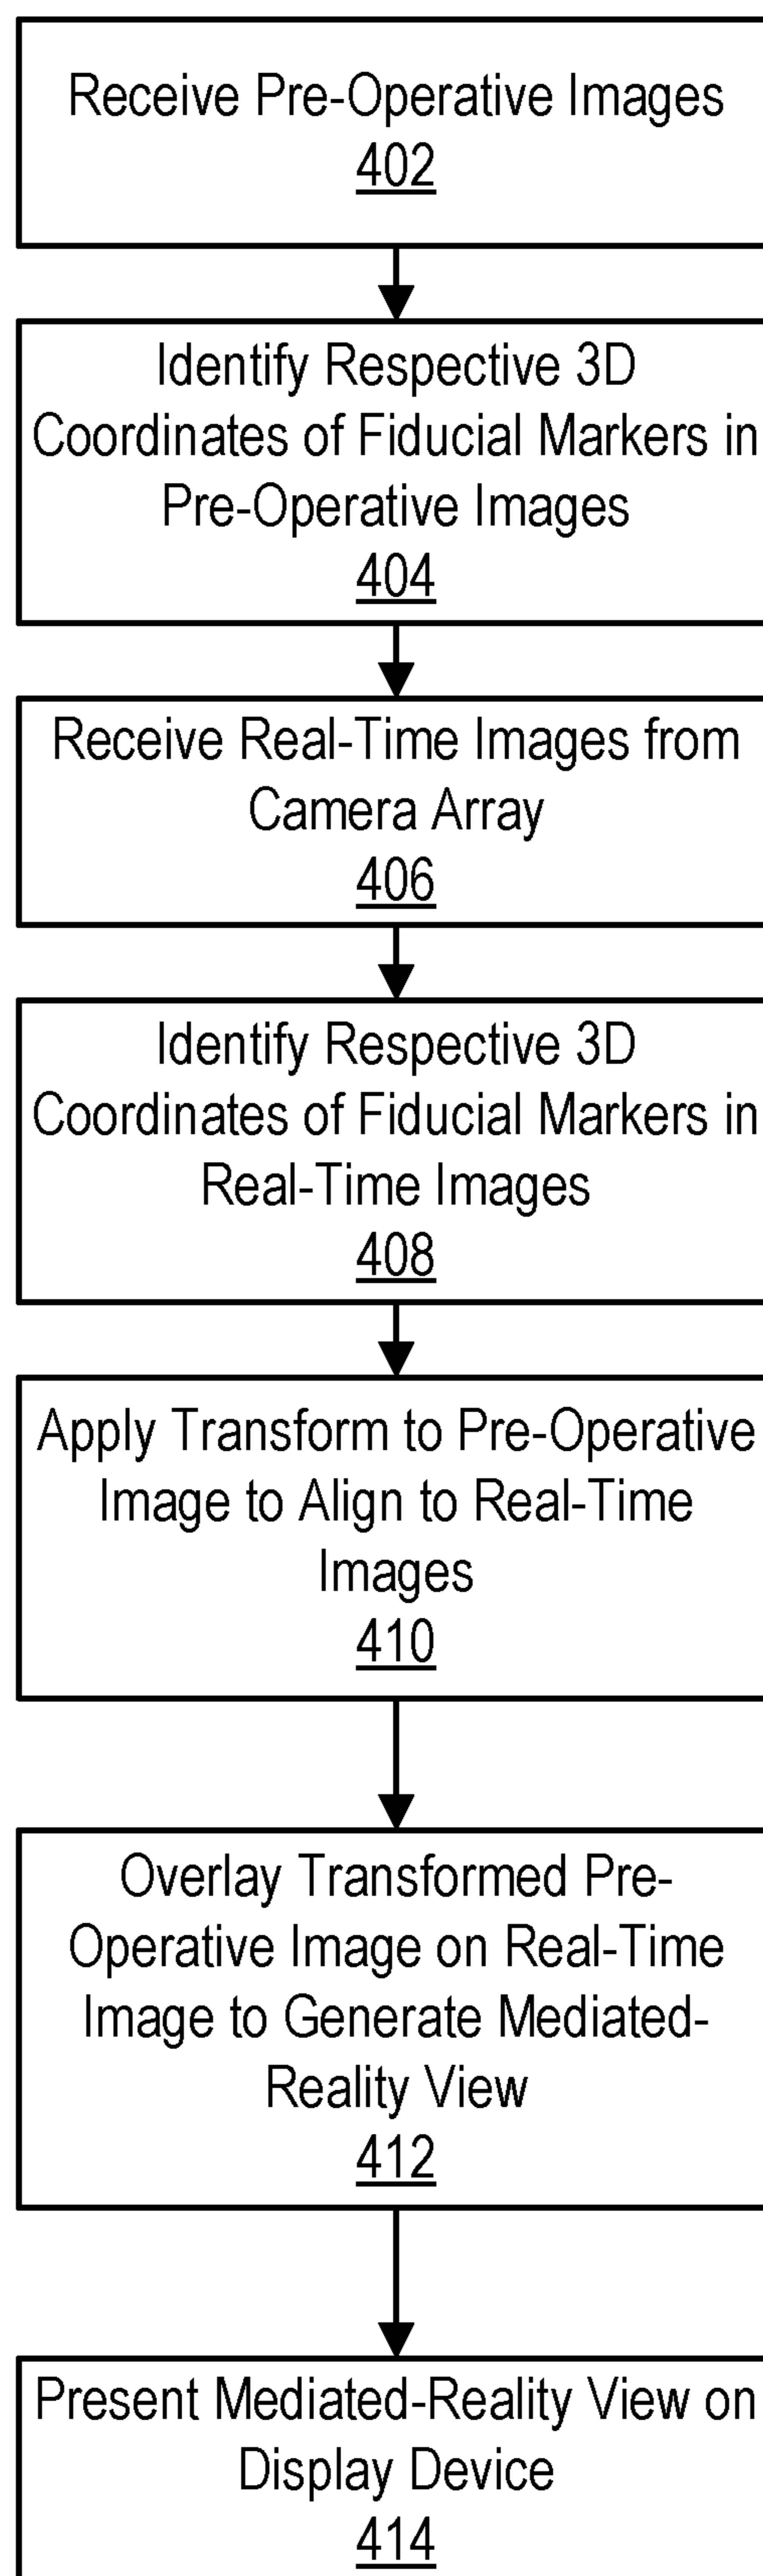 Receive Pre-Operative Images
402
Identify Respective 3D
Coordinates of Fiducial Markers in
Pre-Operative Images
404
Receive Real-Time Images from
Camera Array
406
Identify Respective 3D
Coordinates of Fiducial Markers in
Real-Time Images
408
Apply Transform to Pre-Operative
Image to Align to Real-Time
Images
410
Overlay Transformed Pre-
Operative Image on Real-Time
Image to Generate Mediated-
Reality View
412
Present Mediated-Reality View on
Display Device
414